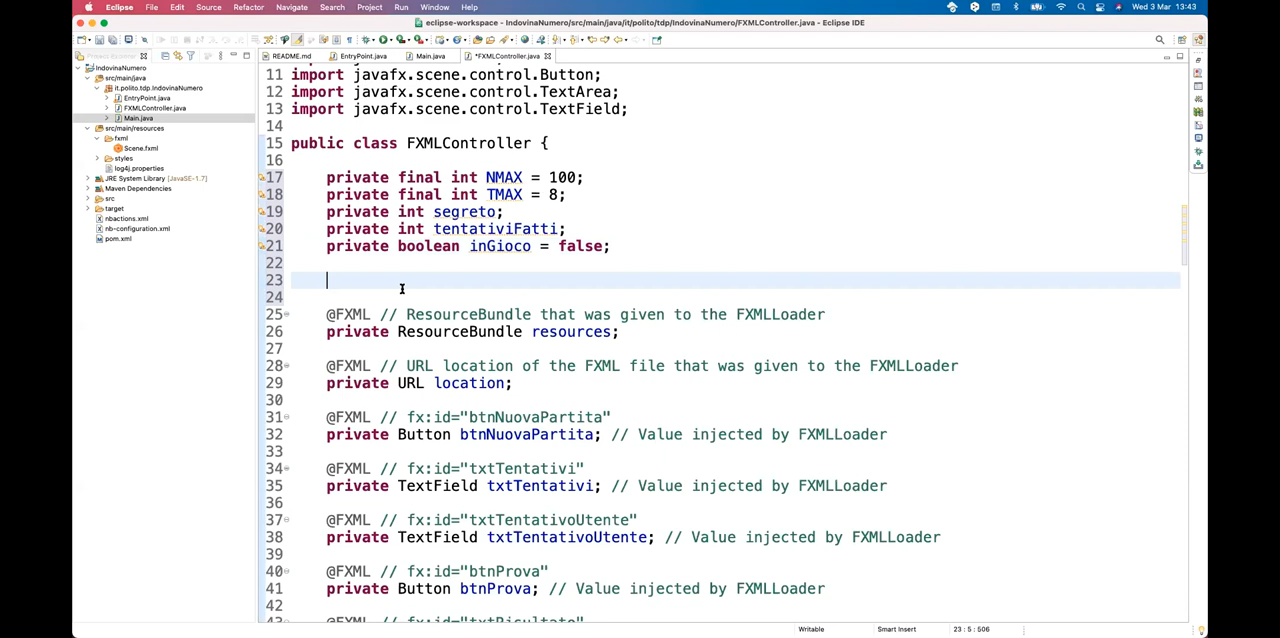 Eclipse File Edit Source Refactor Navigate Search Project Run Window Help Wed 3 Mar 13:43
eclipse-workspace - IndovinaNumero/src/main/java/it/polito/tdp/IndovinaNumero/FXMLController.java - Eclipse IDE
Project Explorer
README.md EntryPoint.java Main.java *FXMLController.java
IndovinaNumero
src/main/java
it.polito.tdp.IndovinaNumero
EntryPoint.java
FXMLController.java
Main.java
src/main/resources
fxml
Scene.fxml
styles
log4j.properties
JRE System Library [JavaSE-1.7]
Maven Dependencies
src
target
nbactions.xml
nb-configuration.xml
pom.xml
11 import javafx.scene.control.Button;
12 import javafx.scene.control.TextArea;
13 import javafx.scene.control.TextField;
14
15 public class FXMLController {
16
17 private final int NMAX = 100;
18 private final int TMAX = 8;
19 private int segreto;
20 private int tentativiFatti;
21 private boolean inGioco = false;
22
23
24
25 @FXML // ResourceBundle that was given to the FXMLLoader
26 private ResourceBundle resources;
27
28 @FXML // URL location of the FXML file that was given to the FXMLLoader
29 private URL location;
30
31 @FXML // fx:id="btnNuovaPartita"
32 private Button btnNuovaPartita; // Value injected by FXMLLoader
33
34 @FXML // fx:id="txtTentativi"
35 private TextField txtTentativi; // Value injected by FXMLLoader
36
37 @FXML // fx:id="txtTentativoUtente"
38 private TextField txtTentativoUtente; // Value injected by FXMLLoader
39
40 @FXML // fx:id="btnProva"
41 private Button btnProva; // Value injected by FXMLLoader
42
43 @FXML // fx:id="txtRisultato"
Writable Smart Insert 23 : 5 : 506